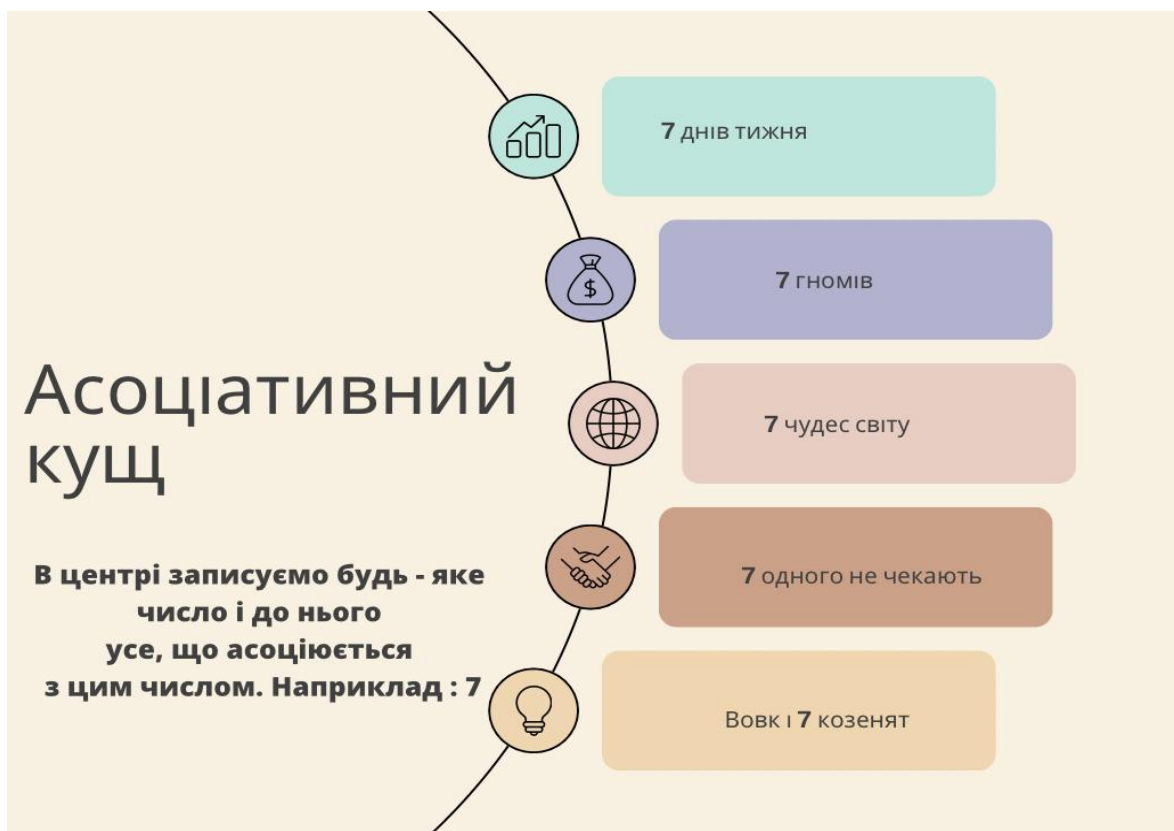 Асоціативний
кущ
В центрі записуємо будь - яке
число і до нього
усе, що асоціюється
з цим числом. Наприклад : 7
7 днів тижня
7 гномів
7 чудес світу
7 одного не чекають
Вовк і 7 козенят
$